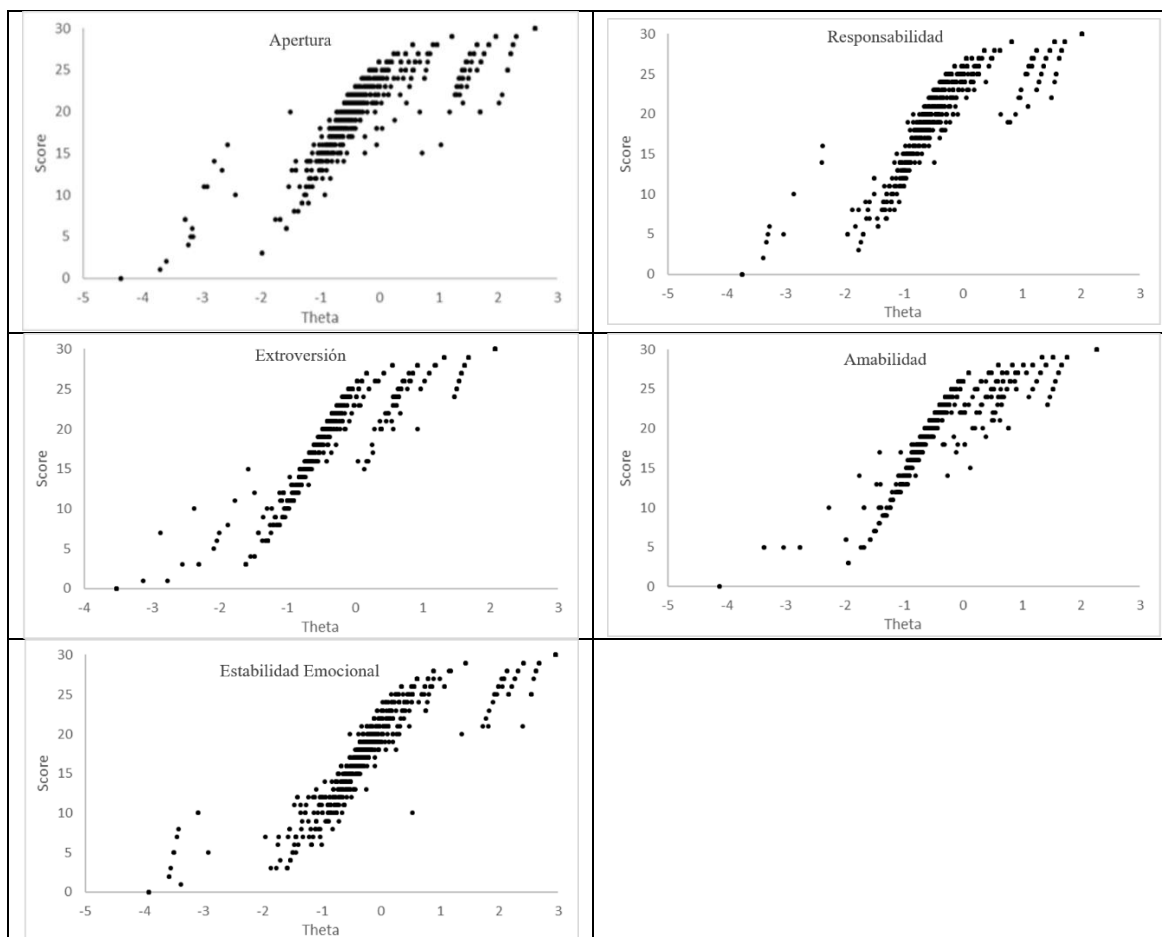 Apertura
Score
30
25
20
15
10
5
0
-5 -4 -3 -2 -1 0 1 2 3
Theta
Responsabilidad
Score
30
25
20
15
10
5
0
-5 -4 -3 -2 -1 0 1 2 3
Theta
Extroversión
Score
30
25
20
15
10
5
0
-4 -3 -2 -1 0 1 2 3
Theta
Amabilidad
Score
30
25
20
15
10
5
0
-5 -4 -3 -2 -1 0 1 2 3
Theta
Estabilidad Emocional
Score
30
25
20
15
10
5
0
-5 -4 -3 -2 -1 0 1 2 3
Theta